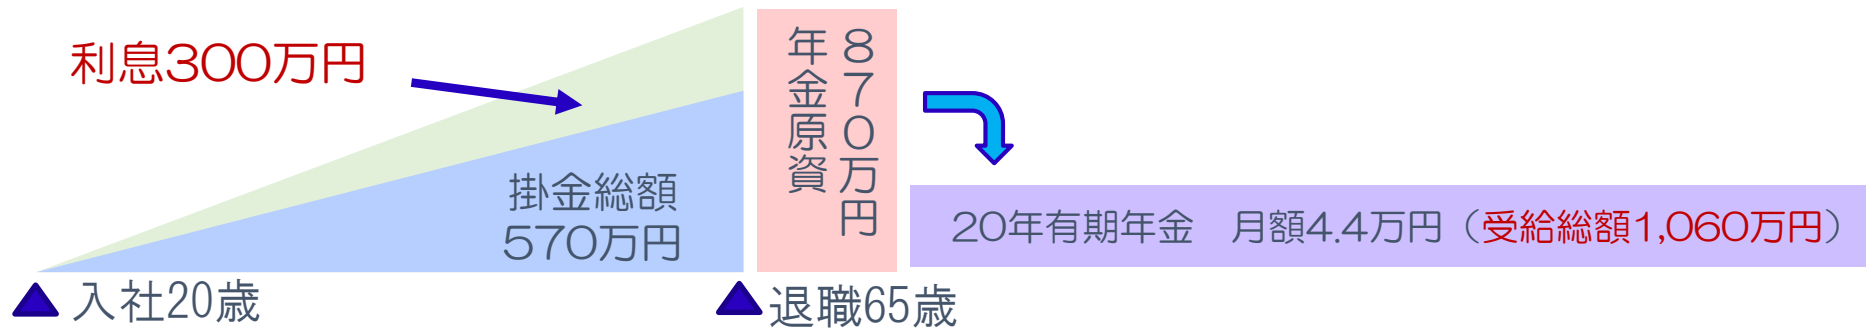 利息300万円
掛金総額
570万円
870万円
年金原資
20年有期年金　月額4.4万円（受給総額1,060万円）
入社20歳
退職65歳